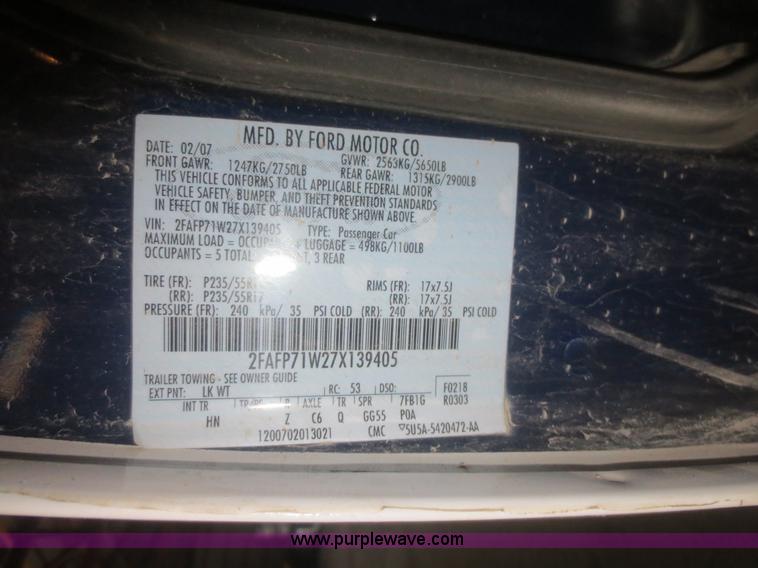 MFD. BY FORD MOTOR CO.
DATE: 02/07 GVWR: 2563KG/5650LB
FRONT GAWR: 1247KG/2750LB REAR GAWR: 1315KG/2900LB
THIS VEHICLE CONFORMS TO ALL APPLICABLE FEDERAL MOTOR
VEHICLE SAFETY, BUMPER, AND THEFT PREVENTION STANDARDS
IN EFFECT ON THE DATE OF MANUFACTURE SHOWN ABOVE.
VIN: 2FAFP71W27X139405 TYPE: Passenger Car
MAXIMUM LOAD = + LUGGAGE = 498KG/1100LB
OCCUPANTS = 5 TOTAL, 3 REAR
TIRE (FR): P235/55R17 RIMS (FR): 17x7.5J
(RR): P235/55R17 (RR): 17x7.5J
PRESSURE (FR): 240 kPa/ 35 PSI COLD (RR): 240 kPa/ 35 PSI COLD
2FAFP71W27X139405
TRAILER TOWING - SEE OWNER GUIDE
EXT PNT: LK WT RC: 53 DSO: F0218
INT TR R AXLE TR SPR 7FB1G R0303
HN Z C6 Q GG55 POA
1200702013021 CMC ▽5U5A-5420472-AA
www.purplewave.com